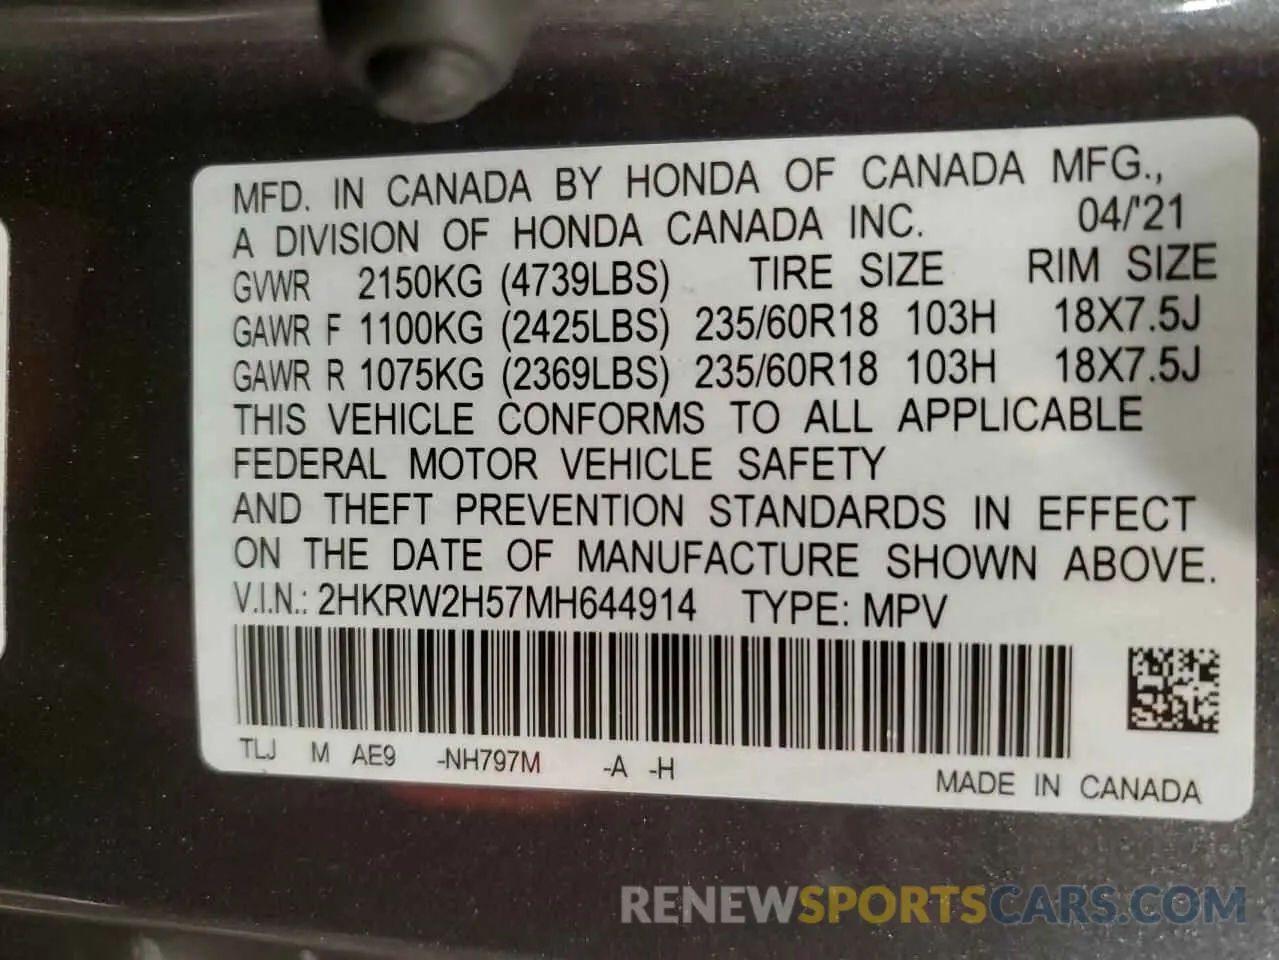 MFD. IN CANADA BY HONDA OF CANADA MFG.,
A DIVISION OF HONDA CANADA INC. 04/'21
GVWR 2150KG (4739LBS) TIRE SIZE RIM SIZE
GAWR F 1100KG (2425LBS) 235/60R18 103H 18X7.5J
GAWR R 1075KG (2369LBS) 235/60R18 103H 18X7.5J
THIS VEHICLE CONFORMS TO ALL APPLICABLE
FEDERAL MOTOR VEHICLE SAFETY
AND THEFT PREVENTION STANDARDS IN EFFECT
ON THE DATE OF MANUFACTURE SHOWN ABOVE.
V.I.N.: 2HKRW2H57MH644914 TYPE: MPV
TLJ M AE9 -NH797M -A -H
MADE IN CANADA
RENEWSPORTSCARS.COM